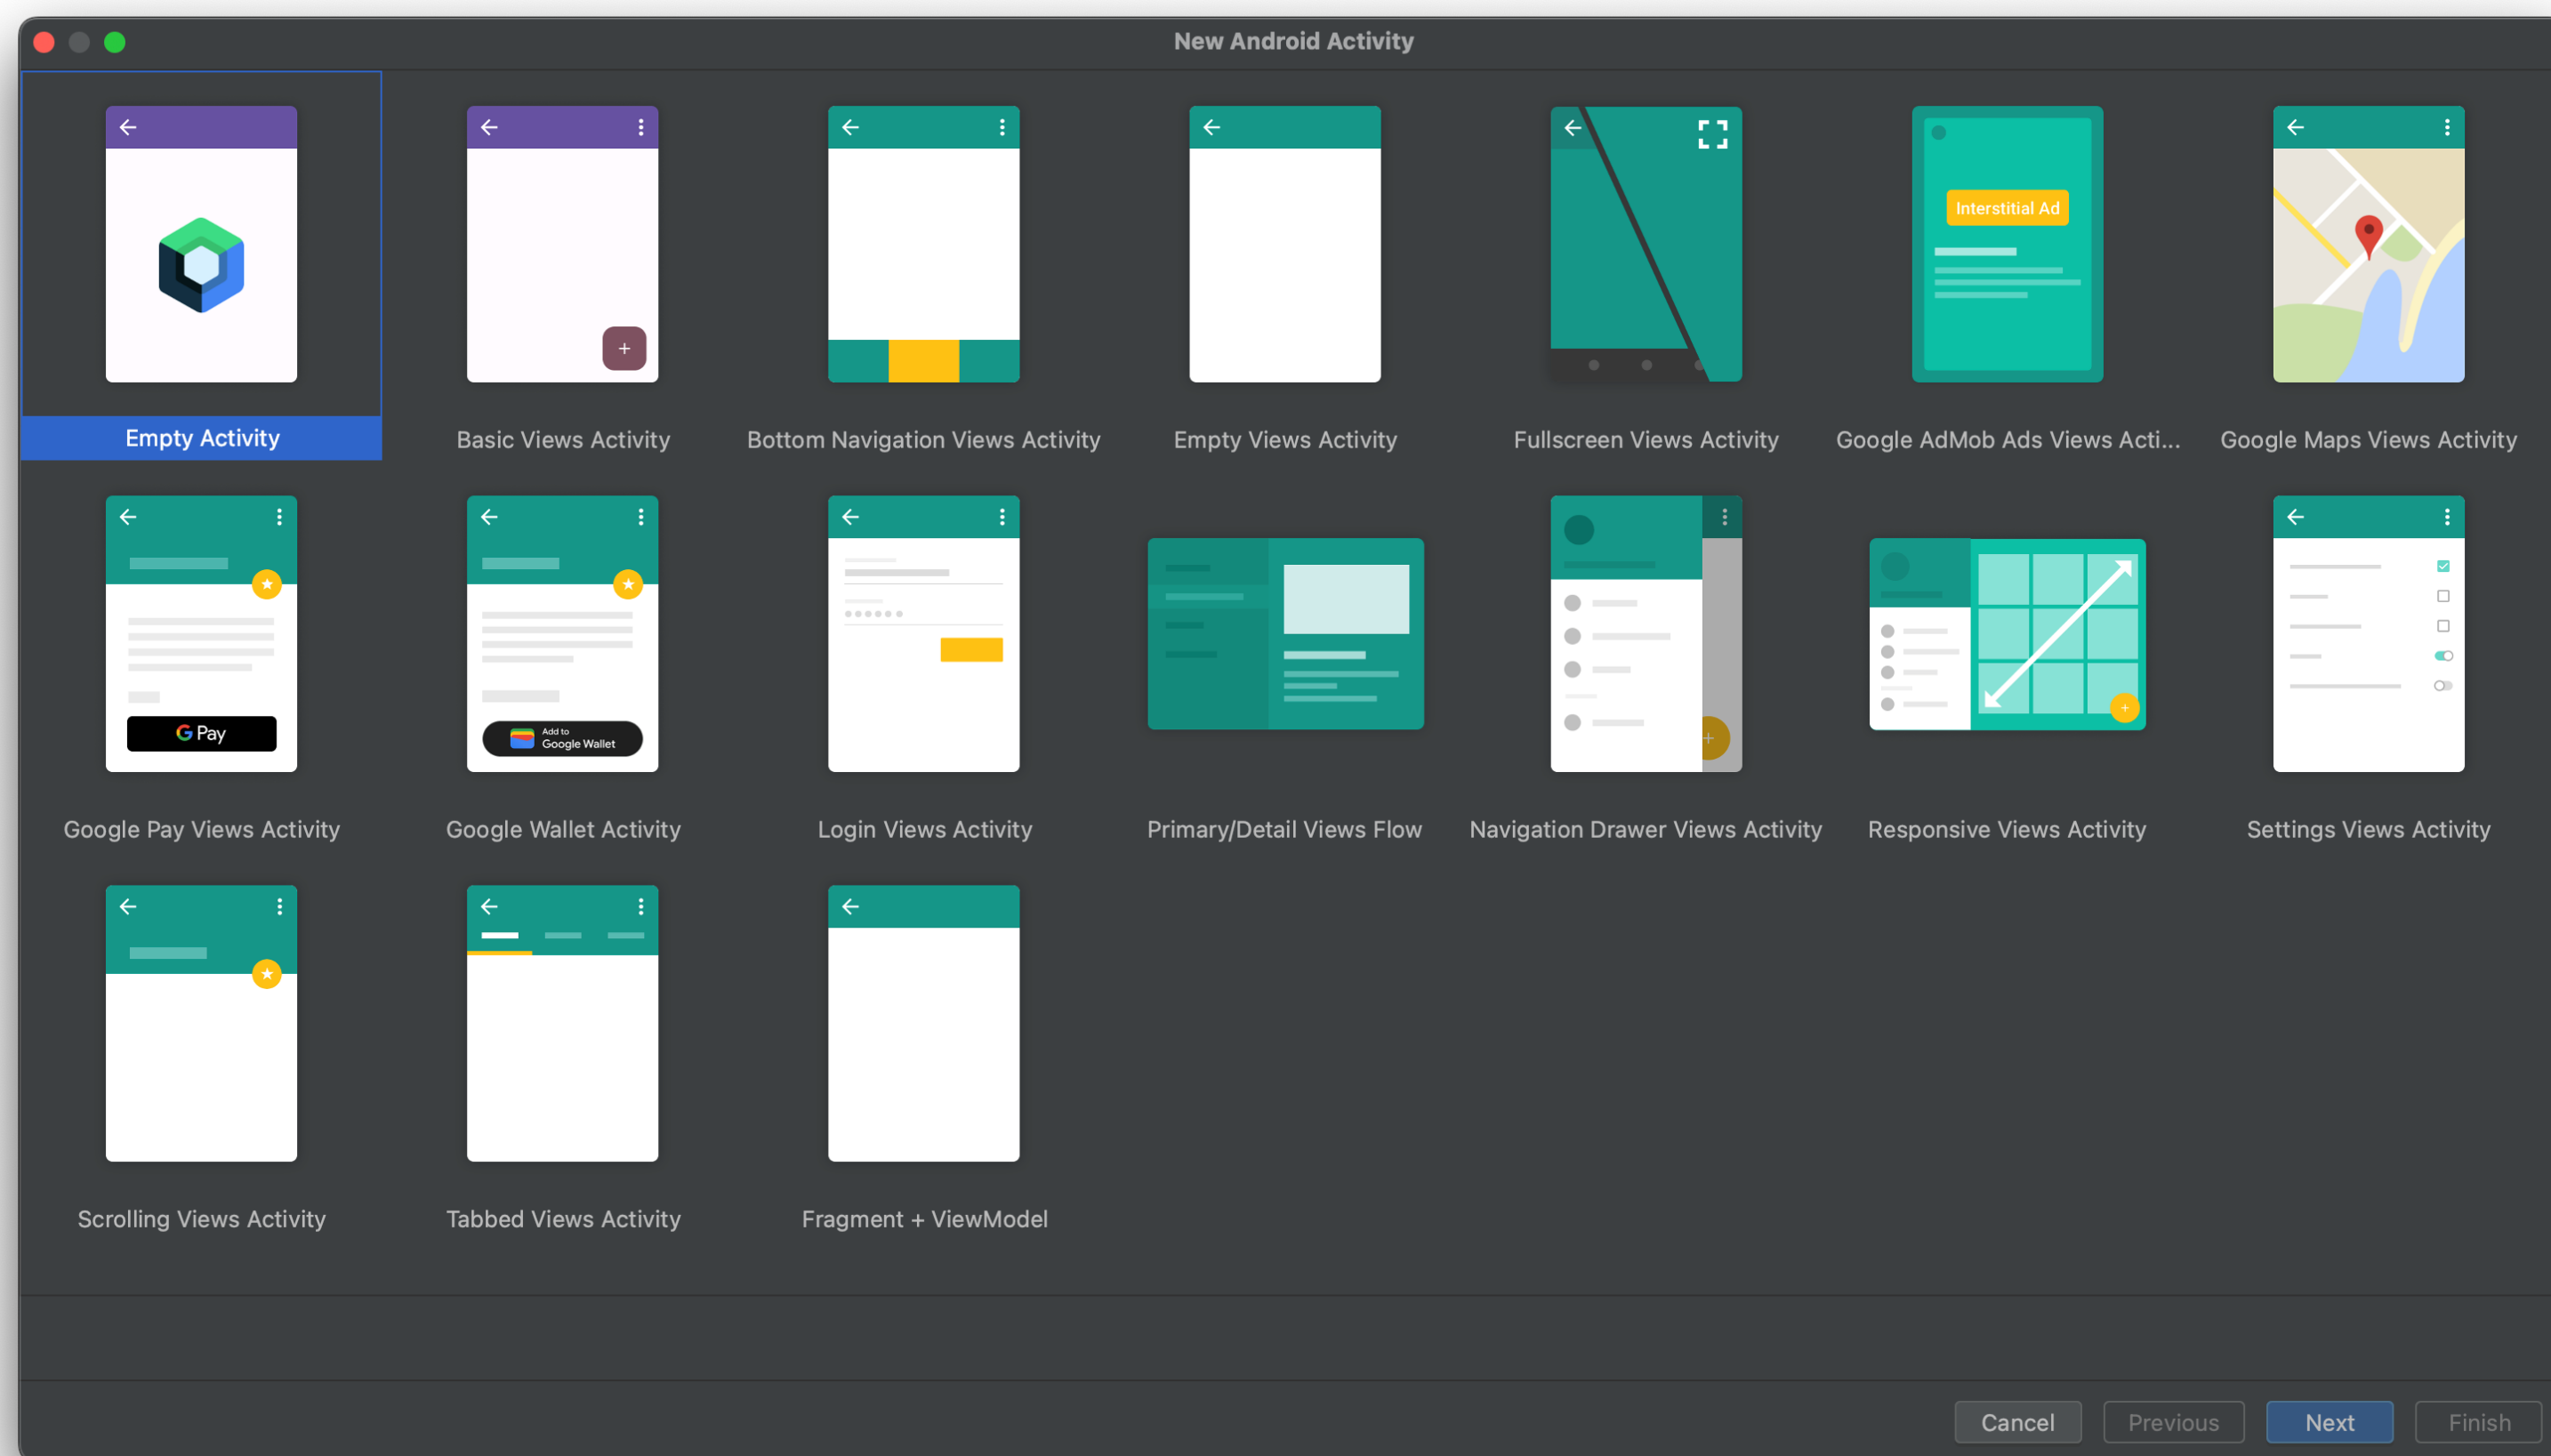 New Android Activity
Interstitial Ad
Empty Activity
Basic Views Activity
Bottom Navigation Views Activity
Empty Views Activity
Fullscreen Views Activity
Google AdMob Ads Views Acti...
Google Maps Views Activity
G Pay
Add to
Google Wallet
Google Pay Views Activity
Google Wallet Activity
Login Views Activity
Primary/Detail Views Flow
Navigation Drawer Views Activity
Responsive Views Activity
Settings Views Activity
Scrolling Views Activity
Tabbed Views Activity
Fragment + ViewModel
Cancel
Previous
Next
Finish